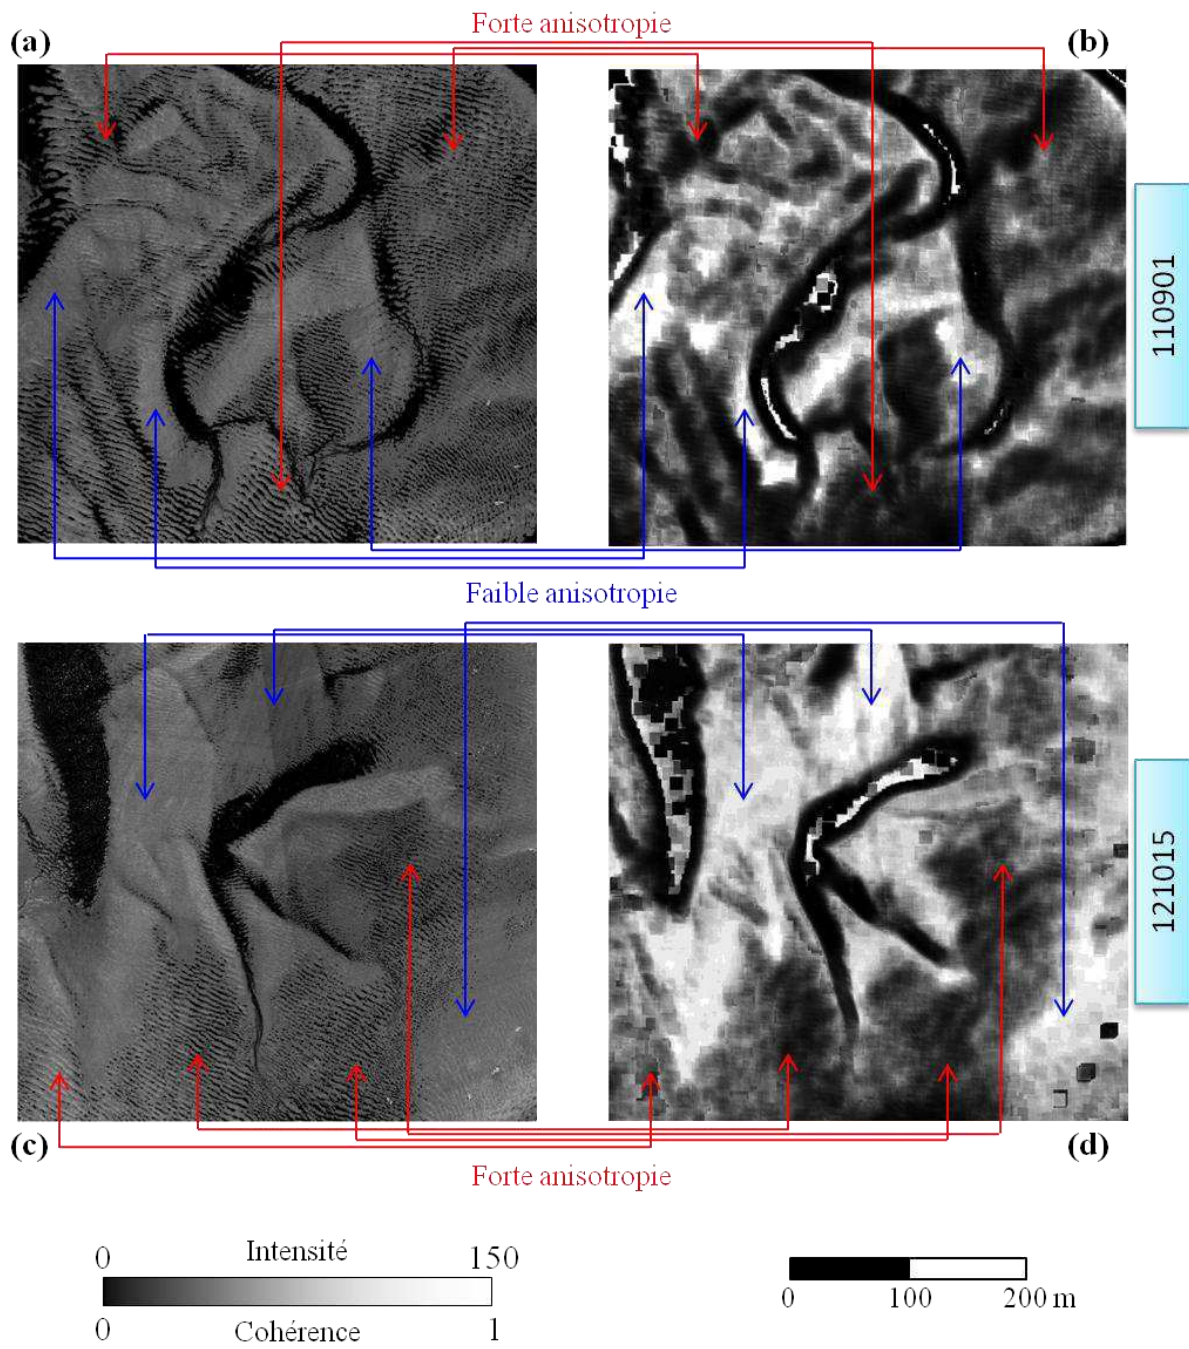 Forte anisotropie
(a)
(b)
110901
Faible anisotropie
121015
(c)
(d)
Forte anisotropie
0 Intensité 150
0 Cohérence 1
0 100 200 m